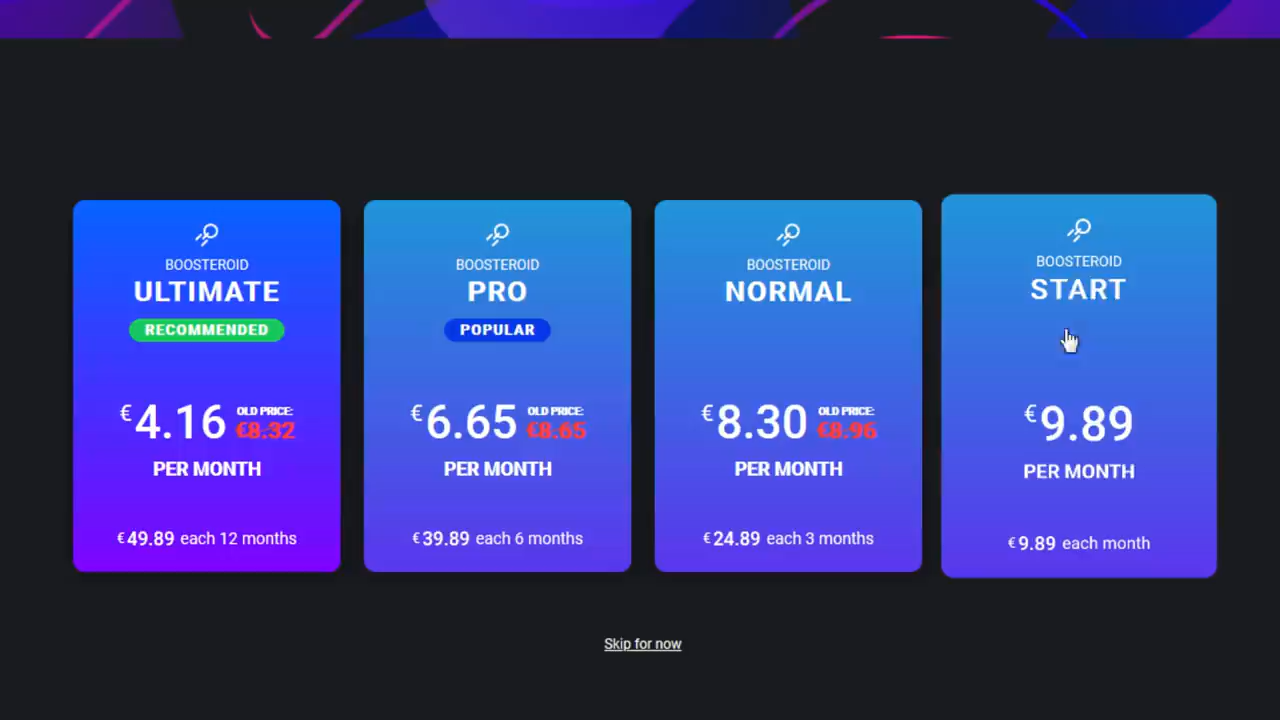 BOOSTEROID
ULTIMATE
RECOMMENDED
€4.16 OLD PRICE: €8.32
PER MONTH
€49.89 each 12 months
BOOSTEROID
PRO
POPULAR
€6.65 OLD PRICE: €8.65
PER MONTH
€39.89 each 6 months
BOOSTEROID
NORMAL
€8.30 OLD PRICE: €8.96
PER MONTH
€24.89 each 3 months
BOOSTEROID
START
€9.89
PER MONTH
€9.89 each month
Skip for now